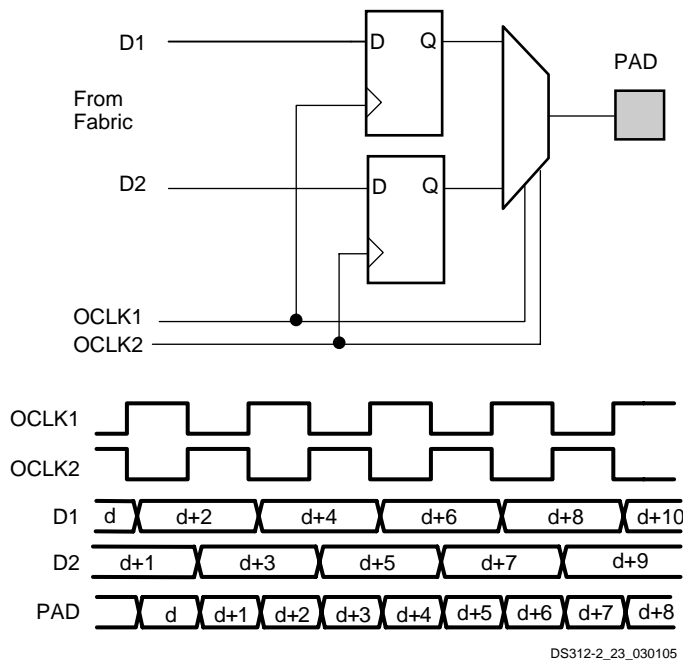 D1
D Q
PAD
From
Fabric
D2
D Q
OCLK1
OCLK2
OCLK1
OCLK2
D1 d d+2 d+4 d+6 d+8 d+10
D2 d+1 d+3 d+5 d+7 d+9
PAD d d+1 d+2 d+3 d+4 d+5 d+6 d+7 d+8
DS312-2_23_030105